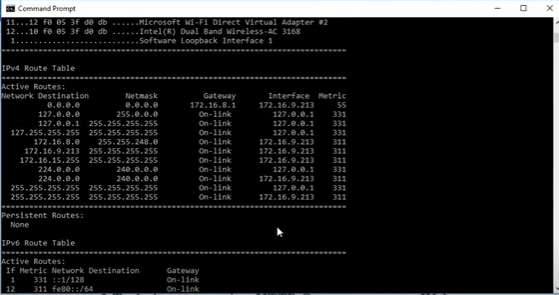 Command Prompt
11...12 f0 05 3f d0 db ......Microsoft Wi-Fi Direct Virtual Adapter #2
12...10 f0 05 3f d0 db ......Intel(R) Dual Band Wireless-AC 3168
1...........................Software Loopback Interface 1
===========================================================================
IPv4 Route Table
===========================================================================
Active Routes:
Network Destination Netmask Gateway Interface Metric
0.0.0.0 0.0.0.0 172.16.8.1 172.16.9.213 55
127.0.0.0 255.0.0.0 On-link 127.0.0.1 331
127.0.0.1 255.255.255.255 On-link 127.0.0.1 331
127.255.255.255 255.255.255.255 On-link 127.0.0.1 331
172.16.8.0 255.255.248.0 On-link 172.16.9.213 311
172.16.9.213 255.255.255.255 On-link 172.16.9.213 311
172.16.15.255 255.255.255.255 On-link 172.16.9.213 311
224.0.0.0 240.0.0.0 On-link 127.0.0.1 331
224.0.0.0 240.0.0.0 On-link 172.16.9.213 311
255.255.255.255 255.255.255.255 On-link 127.0.0.1 331
255.255.255.255 255.255.255.255 On-link 172.16.9.213 311
===========================================================================
Persistent Routes:
None
IPv6 Route Table
===========================================================================
Active Routes:
If Metric Network Destination Gateway
1 331 ::1/128 On-link
12 311 fe80::/64 On-link